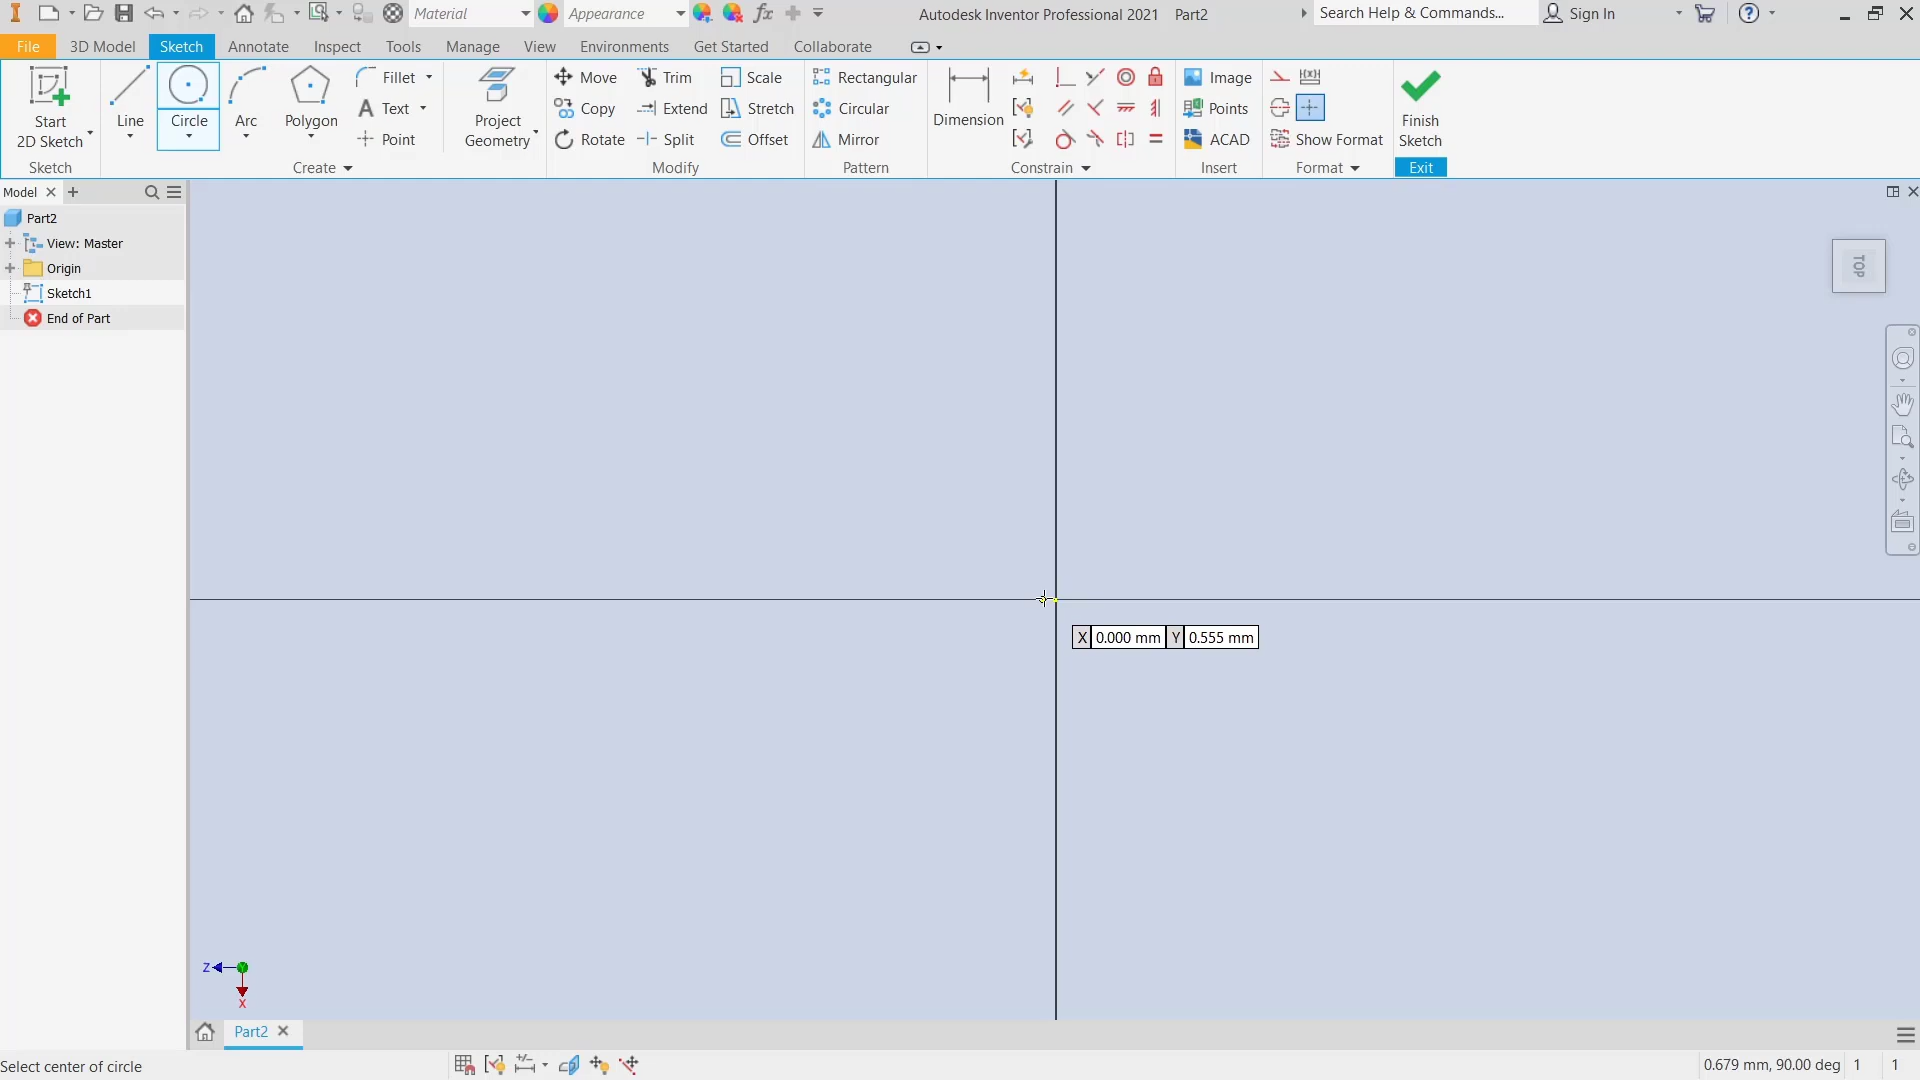 Material
Appearance
Autodesk Inventor Professional 2021 Part2
Search Help & Commands...
Sign In
File 3D Model Sketch Annotate Inspect Tools Manage View Environments Get Started Collaborate
Start
2D Sketch
Sketch
Line
Circle
Arc
Polygon
Fillet
Text
Point
Create
Project
Geometry
Move Trim Scale
Copy Extend Stretch
Rotate Split Offset
Modify
Rectangular
Circular
Mirror
Pattern
Dimension
Constrain
Image
Points
ACAD
Insert
Show Format
Format
Finish
Sketch
Exit
Model
Part2
View: Master
Origin
Sketch1
End of Part
TOP
X 0.000 mm Y 0.555 mm
Z
X
Part2
Select center of circle
0.679 mm, 90.00 deg 1 1